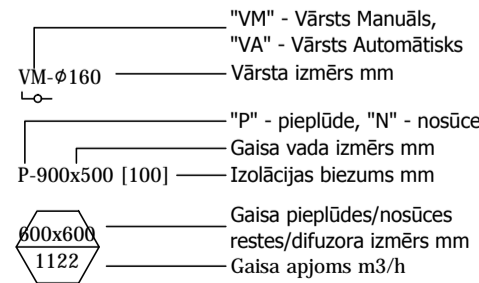 "VM" - Vārsts Manuāls,
"VA" - Vārsts Automātisks
VM-ϕ160
Vārsta izmērs mm
"P" - pieplūde, "N" - nosūce
Gaisa vada izmērs mm
P-900x500 [100]
Izolācijas biezums mm
Gaisa pieplūdes/nosūces
600x600
restes/difuzora izmērs mm
1122
Gaisa apjoms m3/h